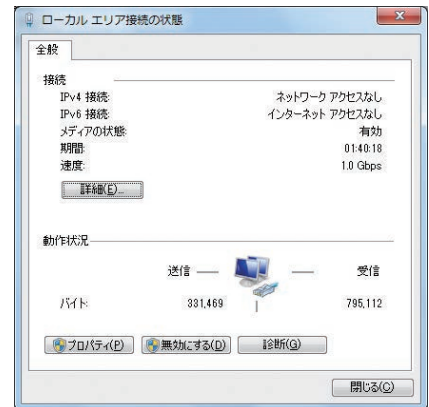 ローカル エリア接続の状態
全般
接続
IPv4 接続: ネットワーク アクセスなし
IPv6 接続: インターネット アクセスなし
メディアの状態: 有効
期間: 01:40:18
速度: 1.0 Gbps
詳細(E)...
動作状況
送信 — — 受信
バイト: 331,469 795,112
プロパティ(P) 無効にする(D) 診断(G)
閉じる(C)